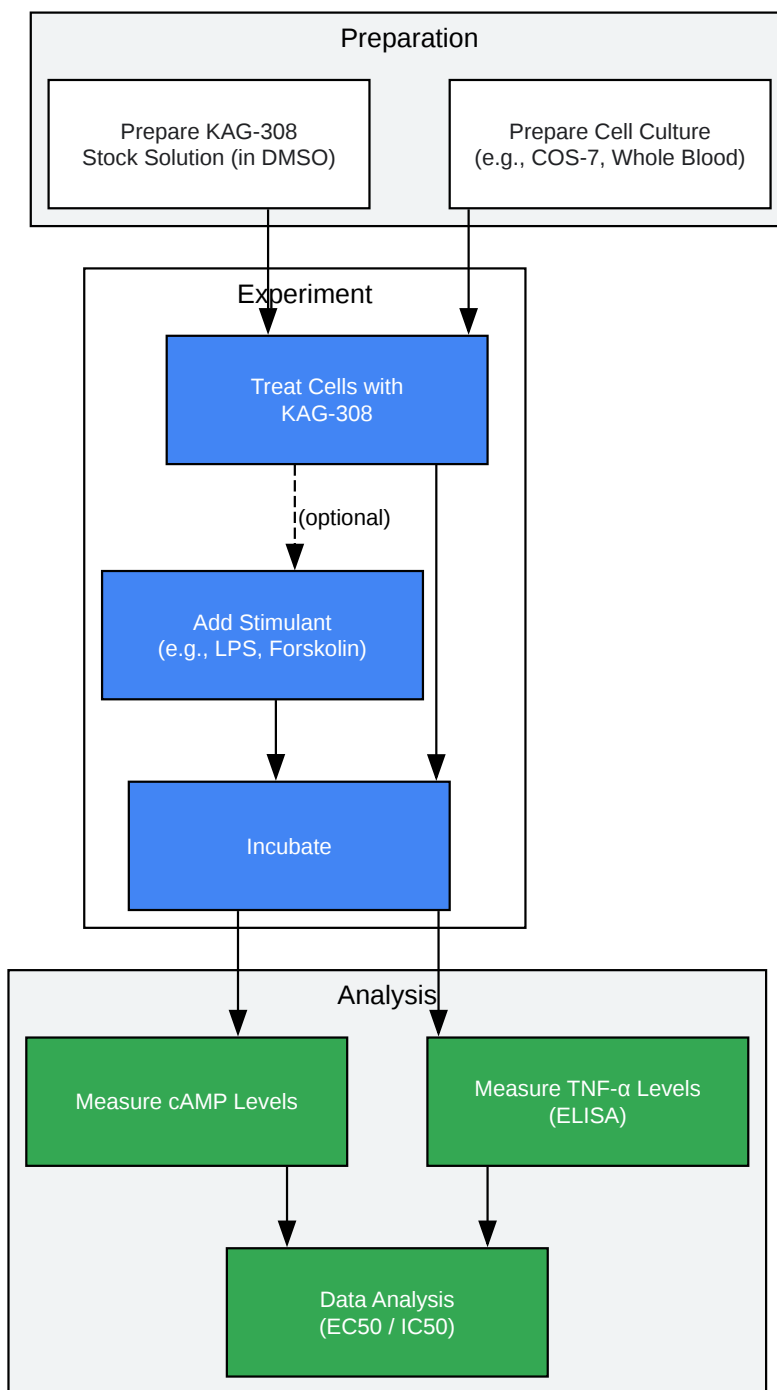 Preparation
Prepare KAG-308
Stock Solution (in DMSO)
Prepare Cell Culture
(e.g., COS-7, Whole Blood)
Experiment
Treat Cells with
KAG-308
(optional)
Add Stimulant
(e.g., LPS, Forskolin)
Incubate
Analysis
Measure cAMP Levels
Measure TNF-α Levels
(ELISA)
Data Analysis
(EC50 / IC50)